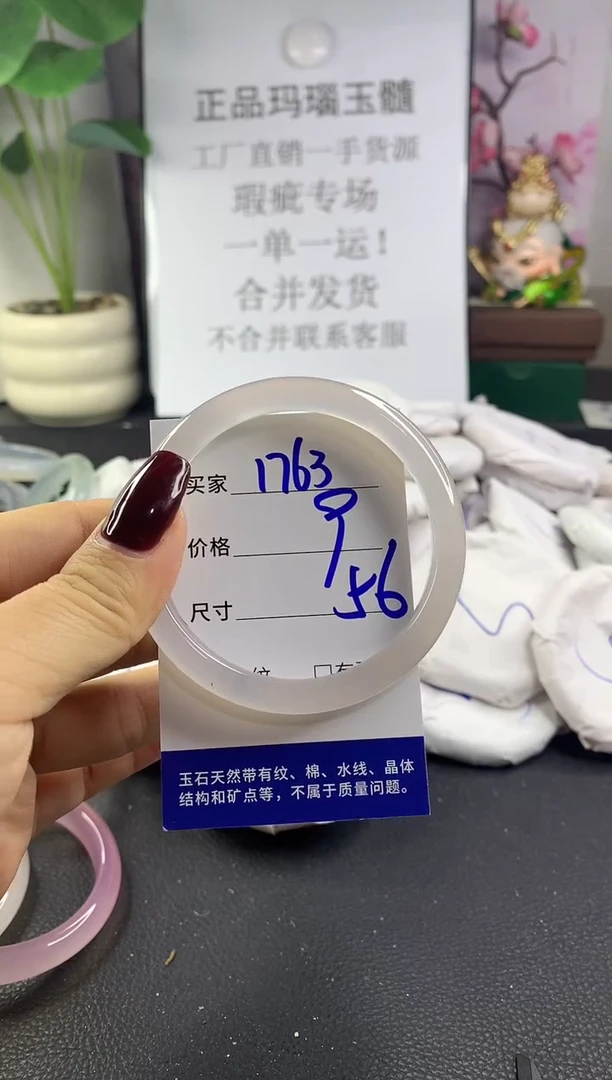 正品玛瑙玉髓
工厂直销一手货源
瑕疵专场
一单一运!
合并发货
不合并联系客服
买家 1763
价格 9
尺寸 56
纹 □有
玉石天然带有纹、棉、水线、晶体
结构和矿点等，不属于质量问题。